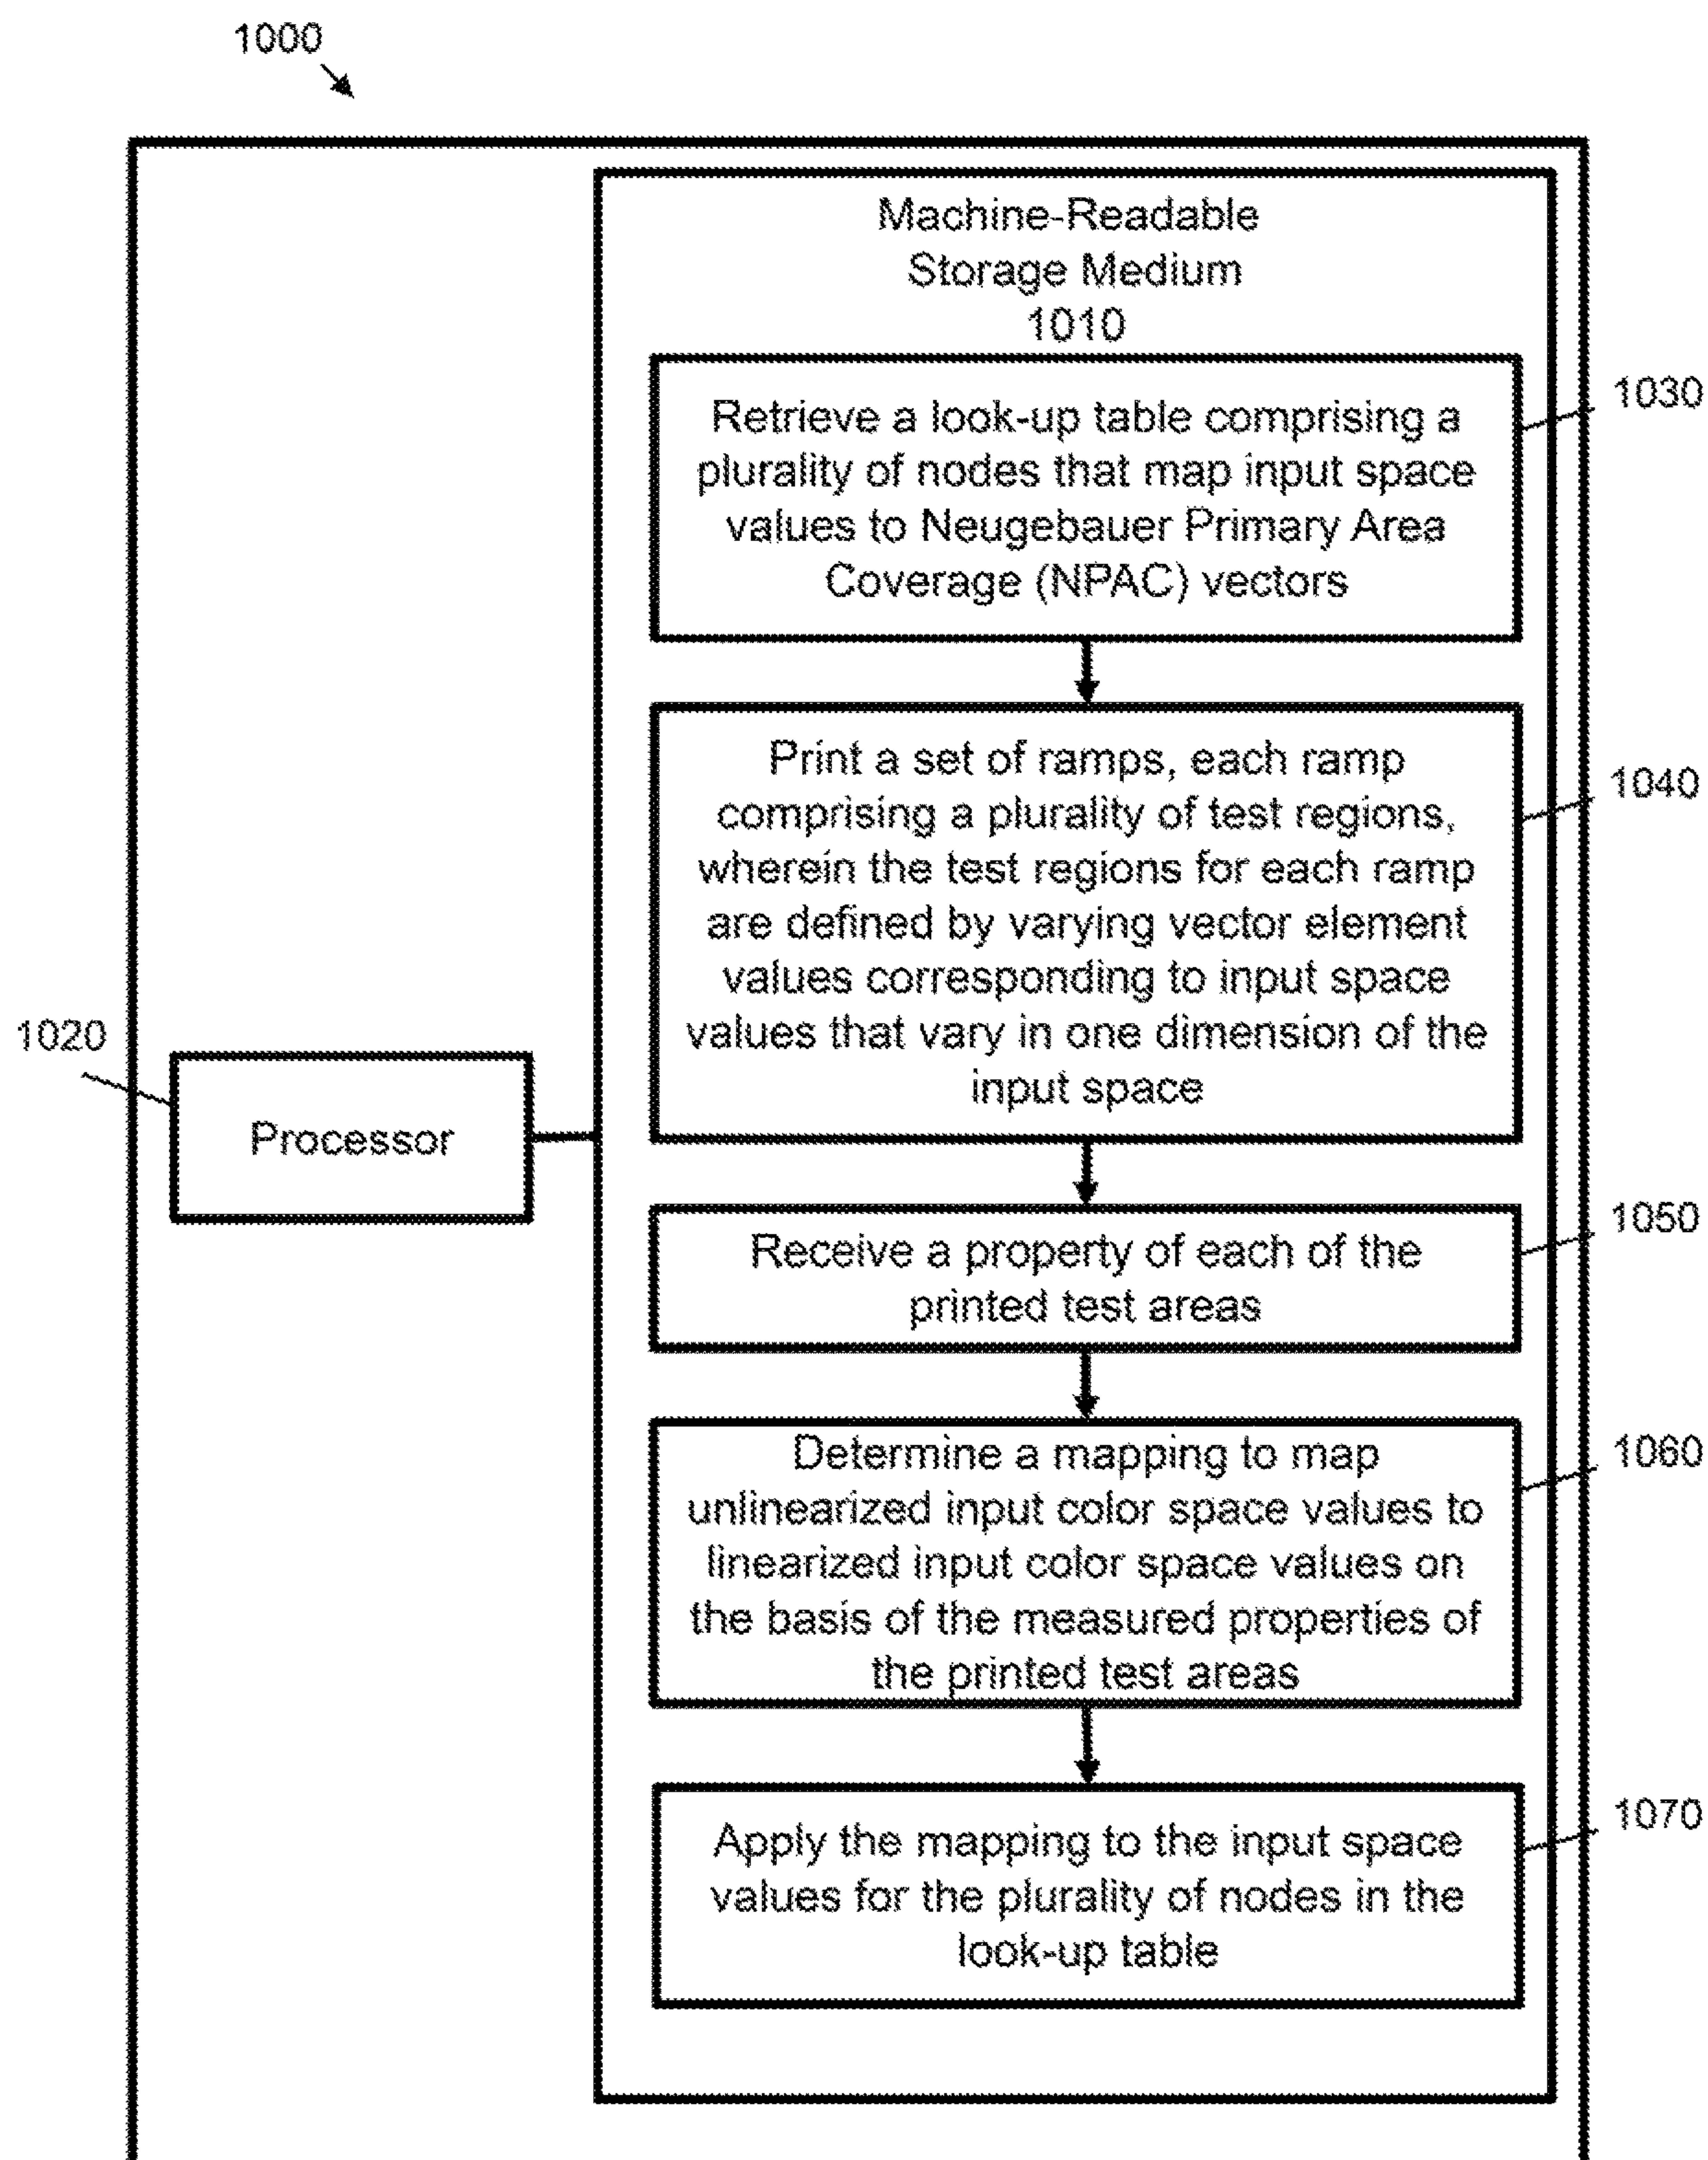 1000
Machine-Readable
Storage Medium
1010
Retrieve a look-up table comprising a
plurality of nodes that map input space
values to Neugebauer Primary Area
Coverage (NPAC) vectors
1030
Print a set of ramps, each ramp
comprising a plurality of test regions,
wherein the test regions for each ramp
are defined by varying vector element
values corresponding to input space
values that vary in one dimension of the
input space
1040
1020
Processor
Receive a property of each of the
printed test areas
1050
Determine a mapping to map
unlinearized input color space values to
linearized input color space values on
the basis of the measured properties of
the printed test areas
1060
Apply the mapping to the input space
values for the plurality of nodes in the
look-up table
1070